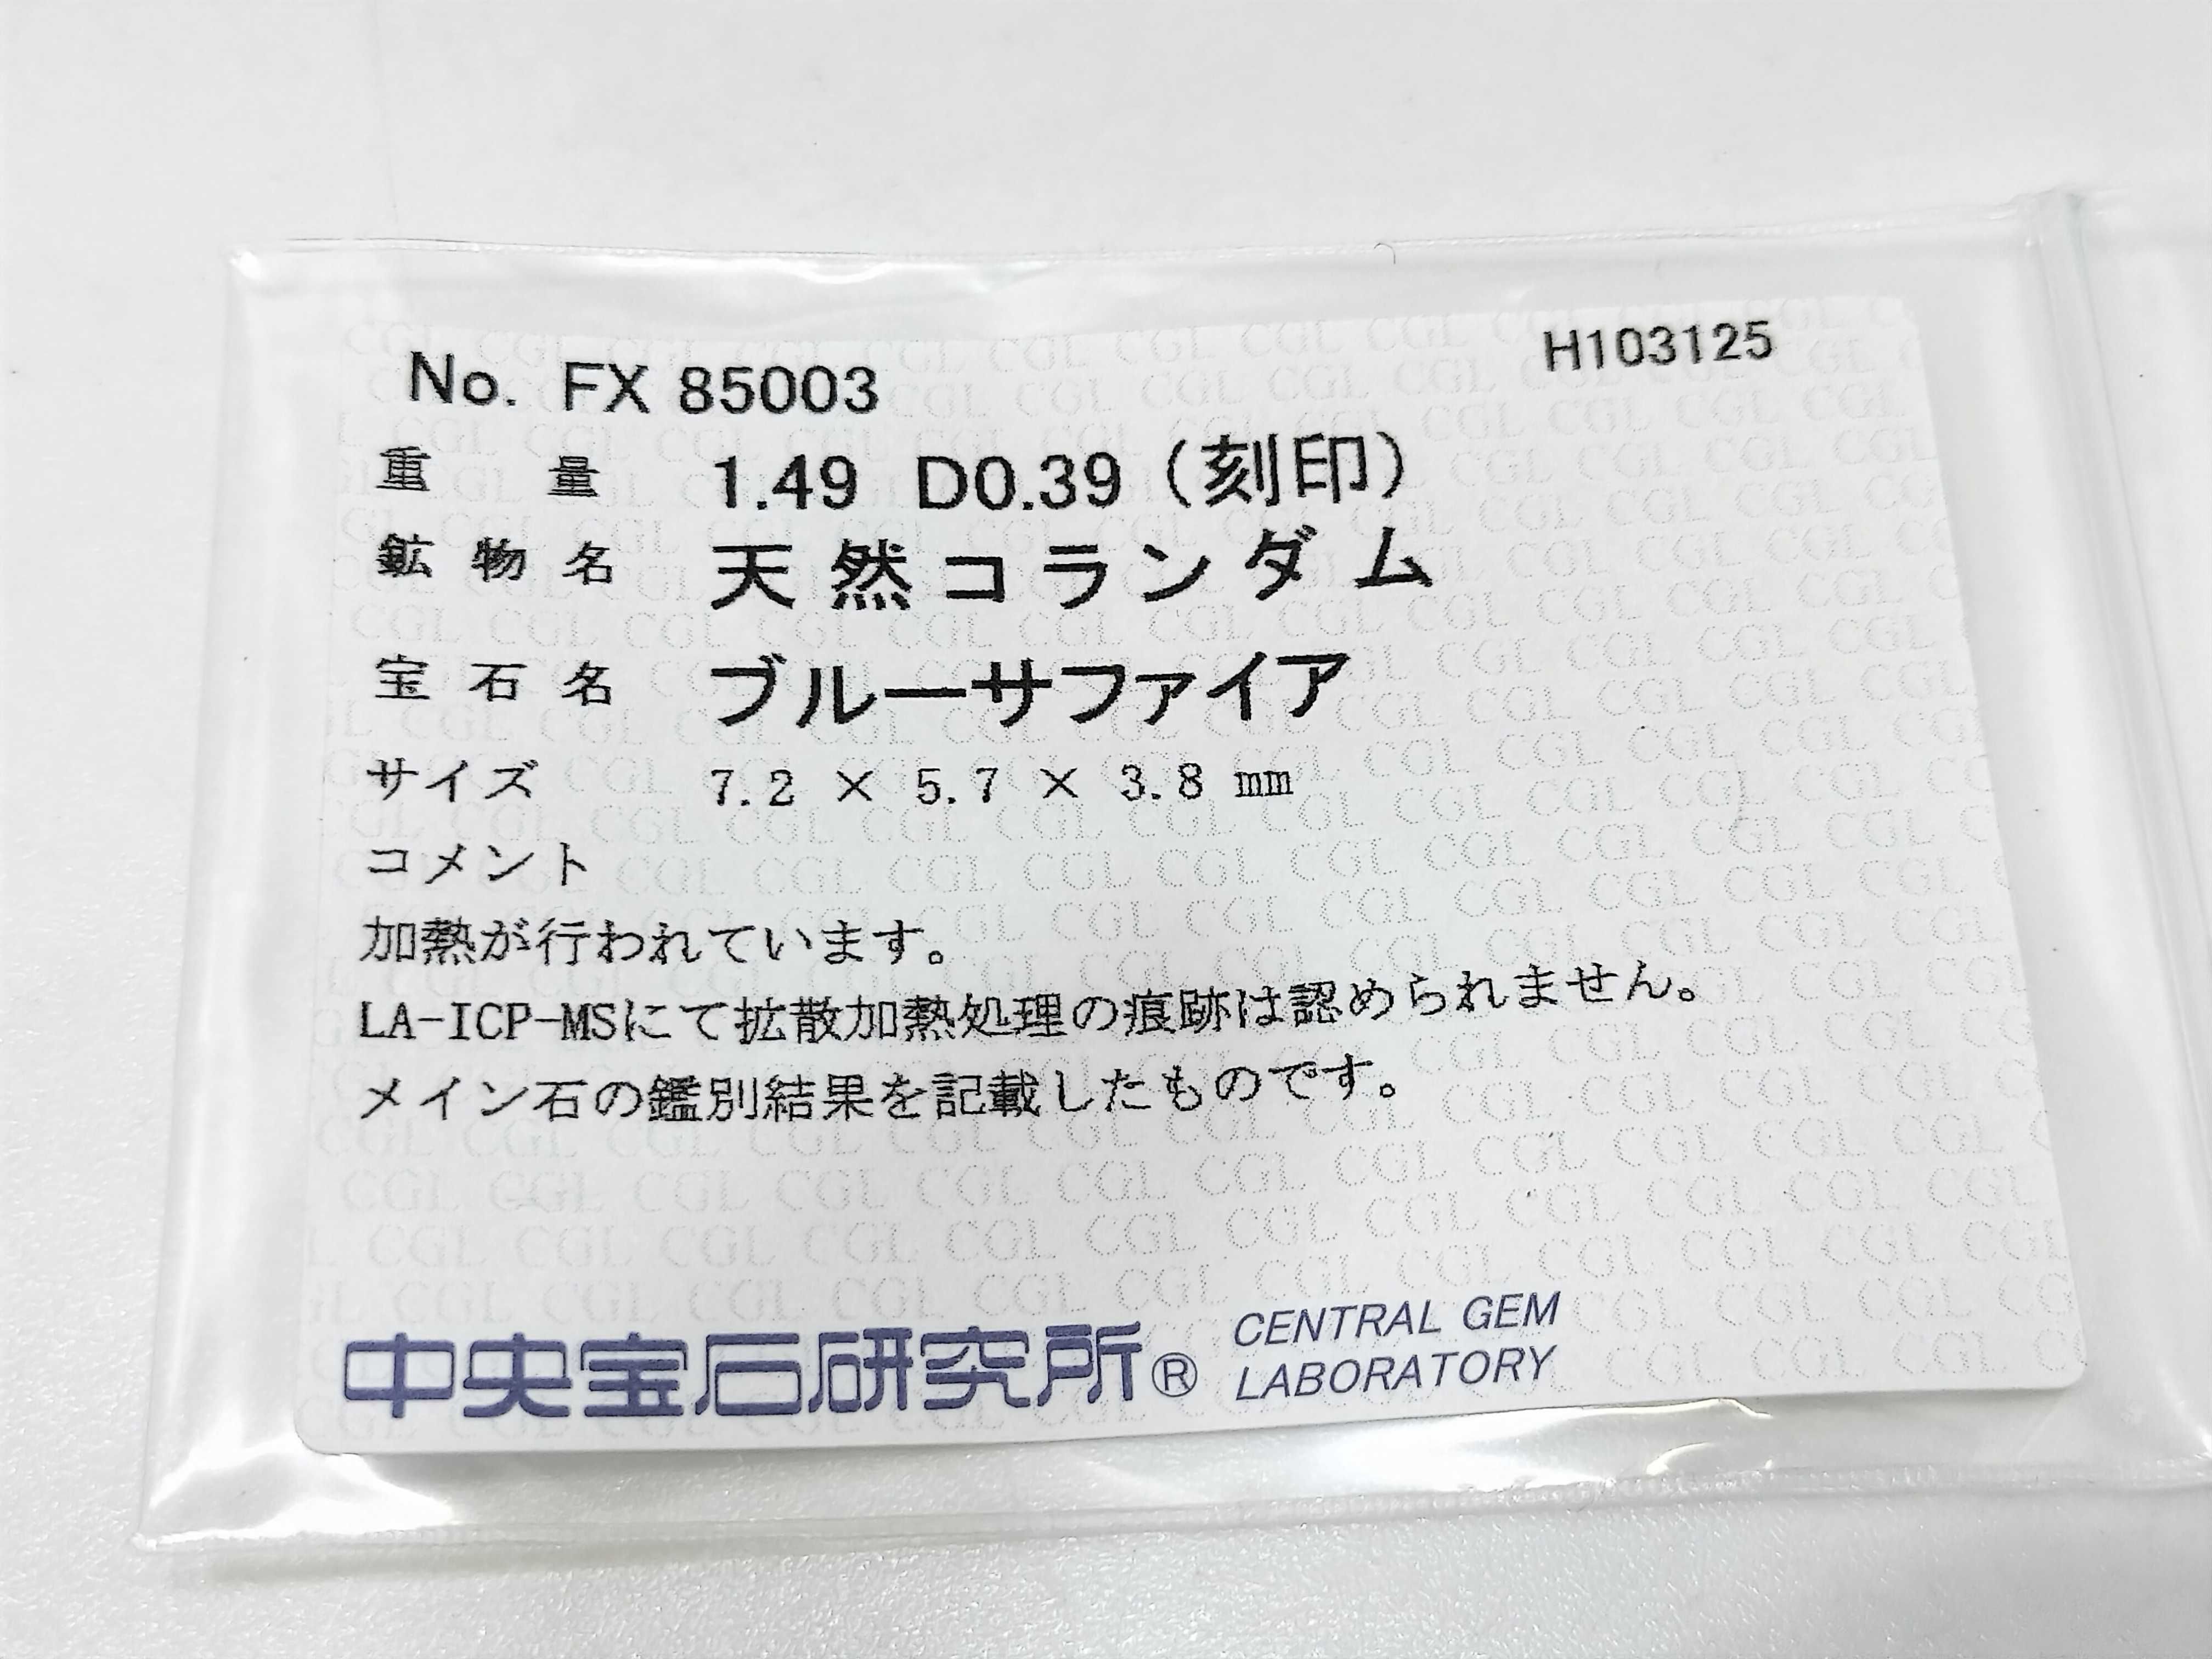 No. FX 85003 H103125
重量 1.49 D0.39（刻印）
鉱物名 天然コランダム
宝石名 ブルーサファイア
サイズ 7.2 × 5.7 × 3.8 mm
コメント
加熱が行われています。
LA-ICP-MSにて拡散加熱処理の痕跡は認められません。
メイン石の鑑別結果を記載したものです。
中央宝石研究所® CENTRAL GEM
LABORATORY